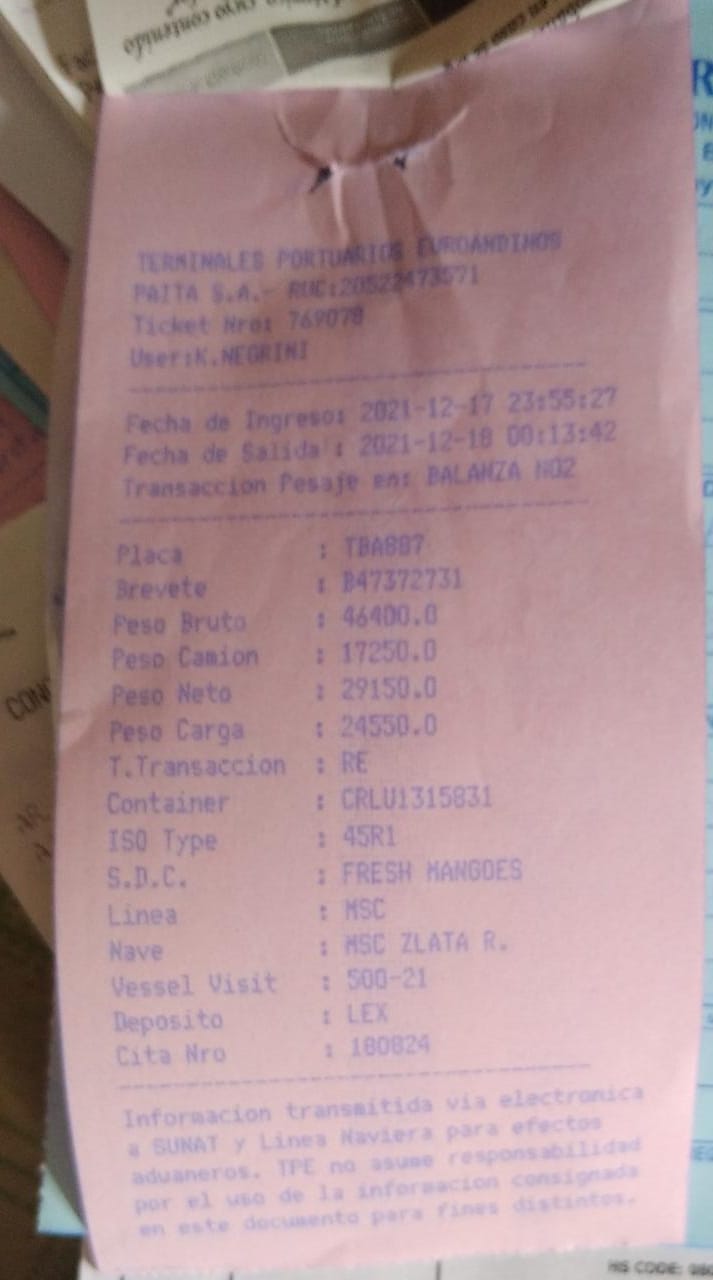 cuyo contenido
TERMINALES PORTUARIOS EUROANDINOS
PAITA S.A.- RUC:20522473571
Ticket Nro: 769078
User:K.NEGRINI
Fecha de Ingreso: 2021-12-17 23:55:27
Fecha de Salida : 2021-12-18 00:13:42
Transaccion Pesaje en: BALANZA NO2
Placa : TBA887
Brevete : B47372731
Peso Bruto : 46400.0
Peso Camion : 17250.0
Peso Neto : 29150.0
Peso Carga : 24550.0
T.Transaccion : RE
Container : CRLU1315831
ISO Type : 45R1
S.D.C. : FRESH MANGOES
Linea : MSC
Nave : MSC ZLATA R.
Vessel Visit : 500-21
Deposito : LEX
Cita Nro : 180824
Informacion transmitida via electronica
a SUNAT y Linea Naviera para efectos
aduaneros. TPE no asume responsabilidad
por el uso de la informacion consignada
en este documento para fines distintos.
HS CODE: